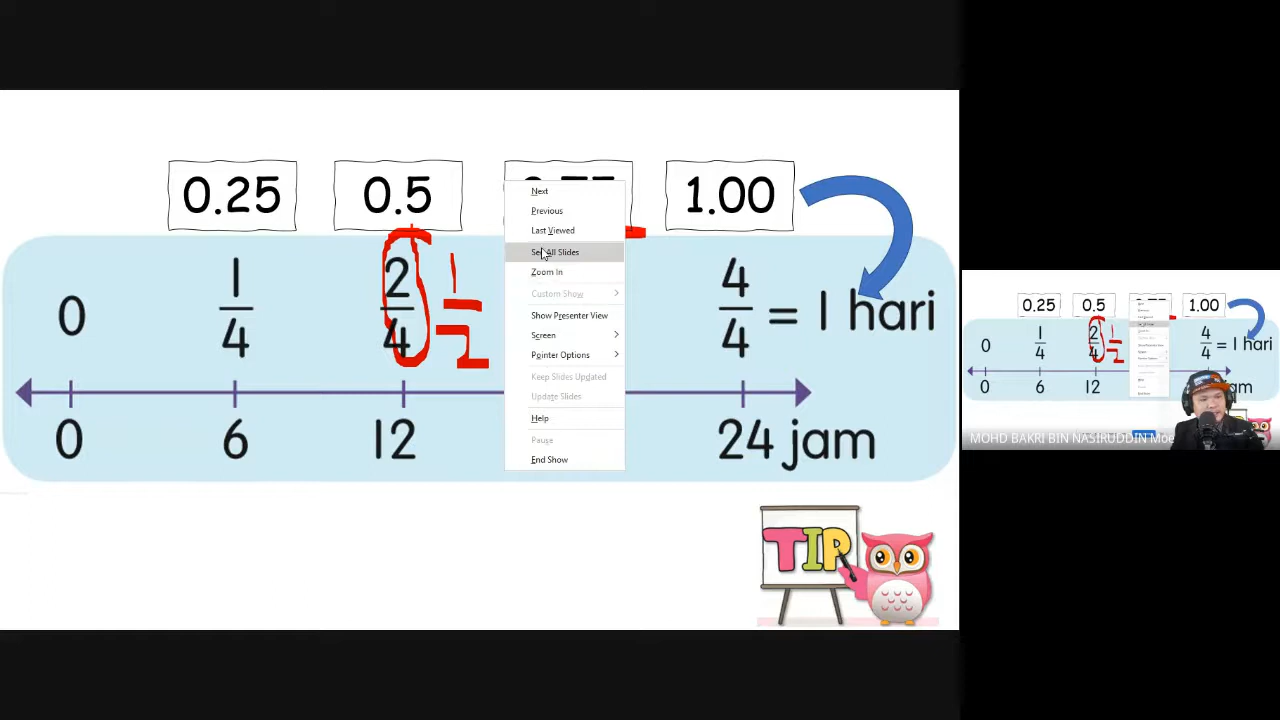 0.25 0.5 1.00
0 1/4 2/4 1/2 4/4 = 1 hari
0 6 12 24 jam
Next
Previous
Last Viewed
See All Slides
Zoom In
Custom Show
Show Presenter View
Screen
Pointer Options
Keep Slides Updated
Update Slides
Help
Pause
End Show
TIP
0.25 0.5 1.00
0 1/4 2/4 1/2 4/4 = 1 hari
0 6 12
MOHD BAKRI BIN NASIRUDDIN Moe